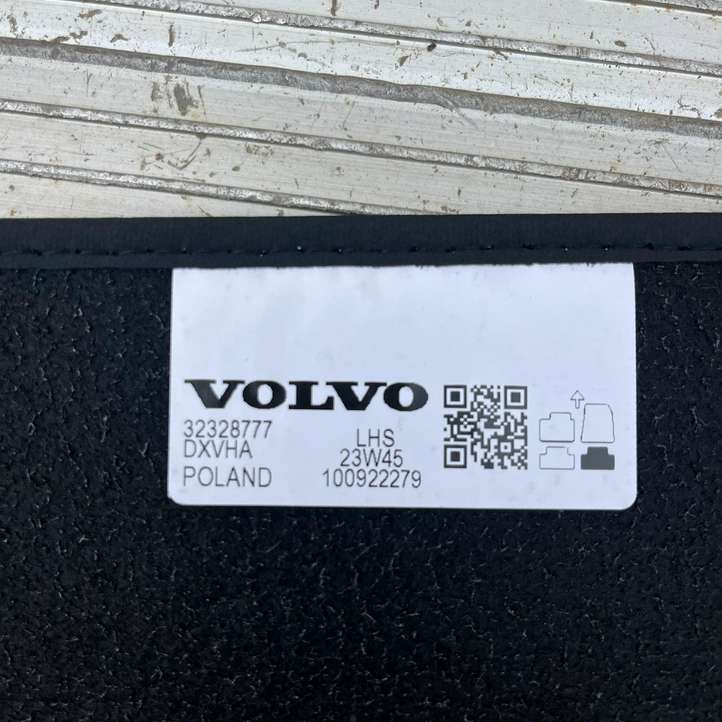 VOLVO
32328777 LHS
DXVHA 23W45
POLAND 100922279